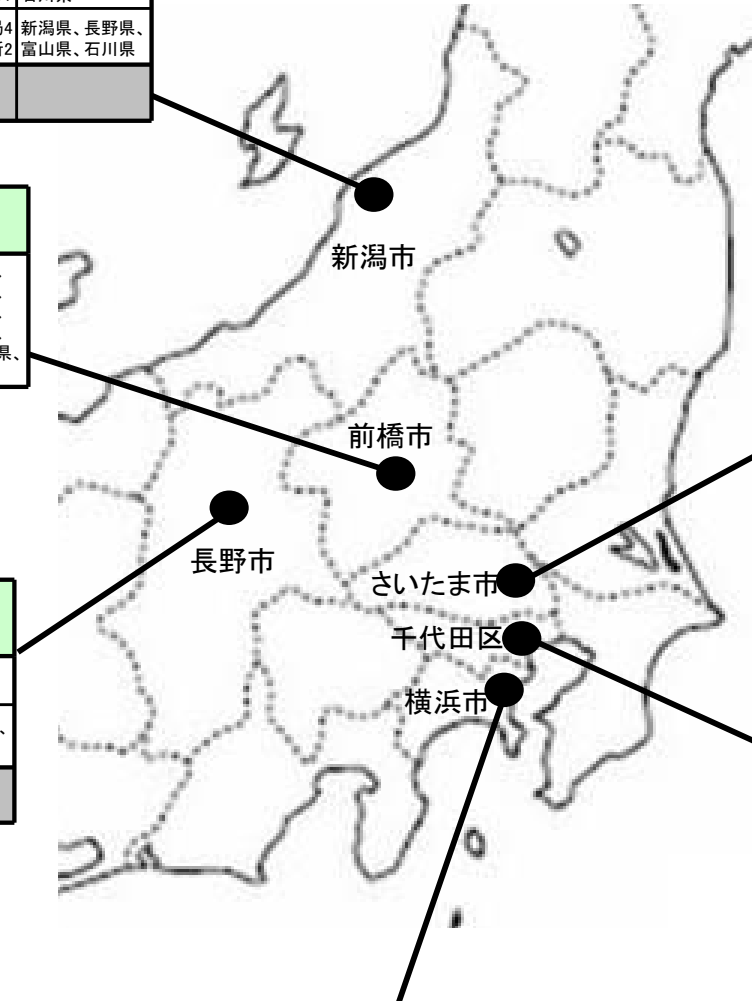 新潟県、長野県、
富山県、石川県
新潟市
県、
前橋市
長野市
さいたま市
千代田区
横浜市